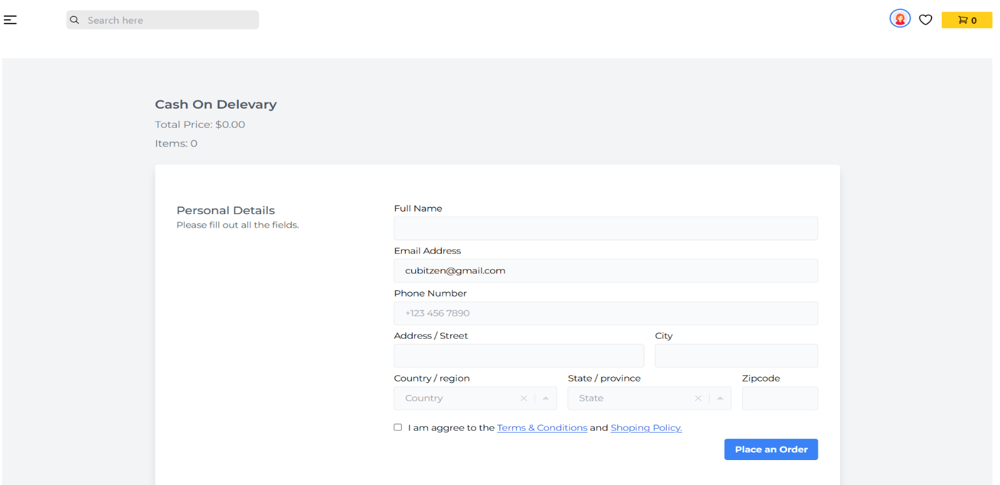 Search here
0
Cash On Delevary
Total Price: $0.00
Items: 0
Personal Details
Please fill out all the fields.
Full Name
Email Address
cubitzen@gmail.com
Phone Number
+123 456 7890
Address / Street
City
Country / region
State / province
Zipcode
Country
State
I am aggree to the Terms & Conditions and Shoping Policy.
Place an Order